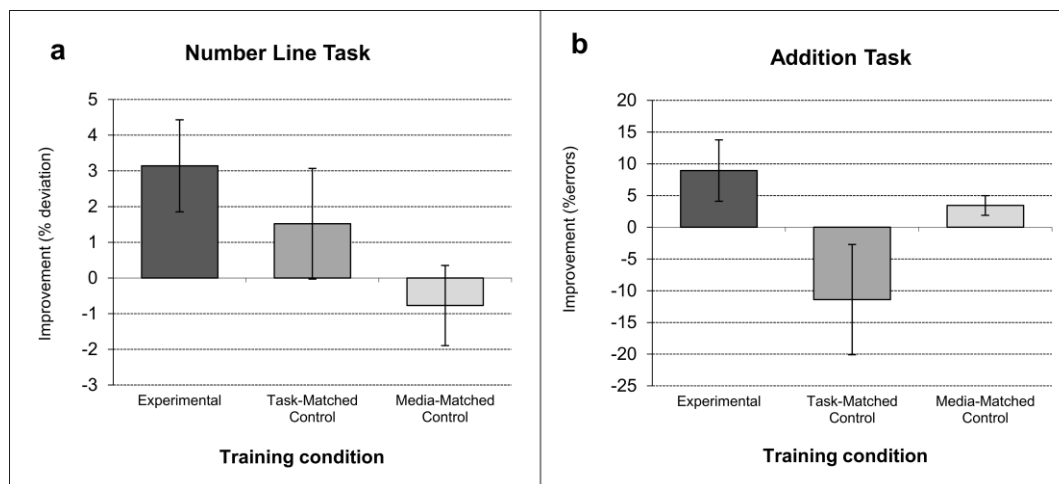 a
Number Line Task
Improvement (% deviation)
5
4
3
2
1
0
-1
-2
-3
Experimental
Task-Matched
Control
Media-Matched
Control
Training condition
b
Addition Task
Improvement (%errors)
20
15
10
5
0
-5
-10
-15
-20
-25
Experimental
Task-Matched
Control
Media-Matched
Control
Training condition